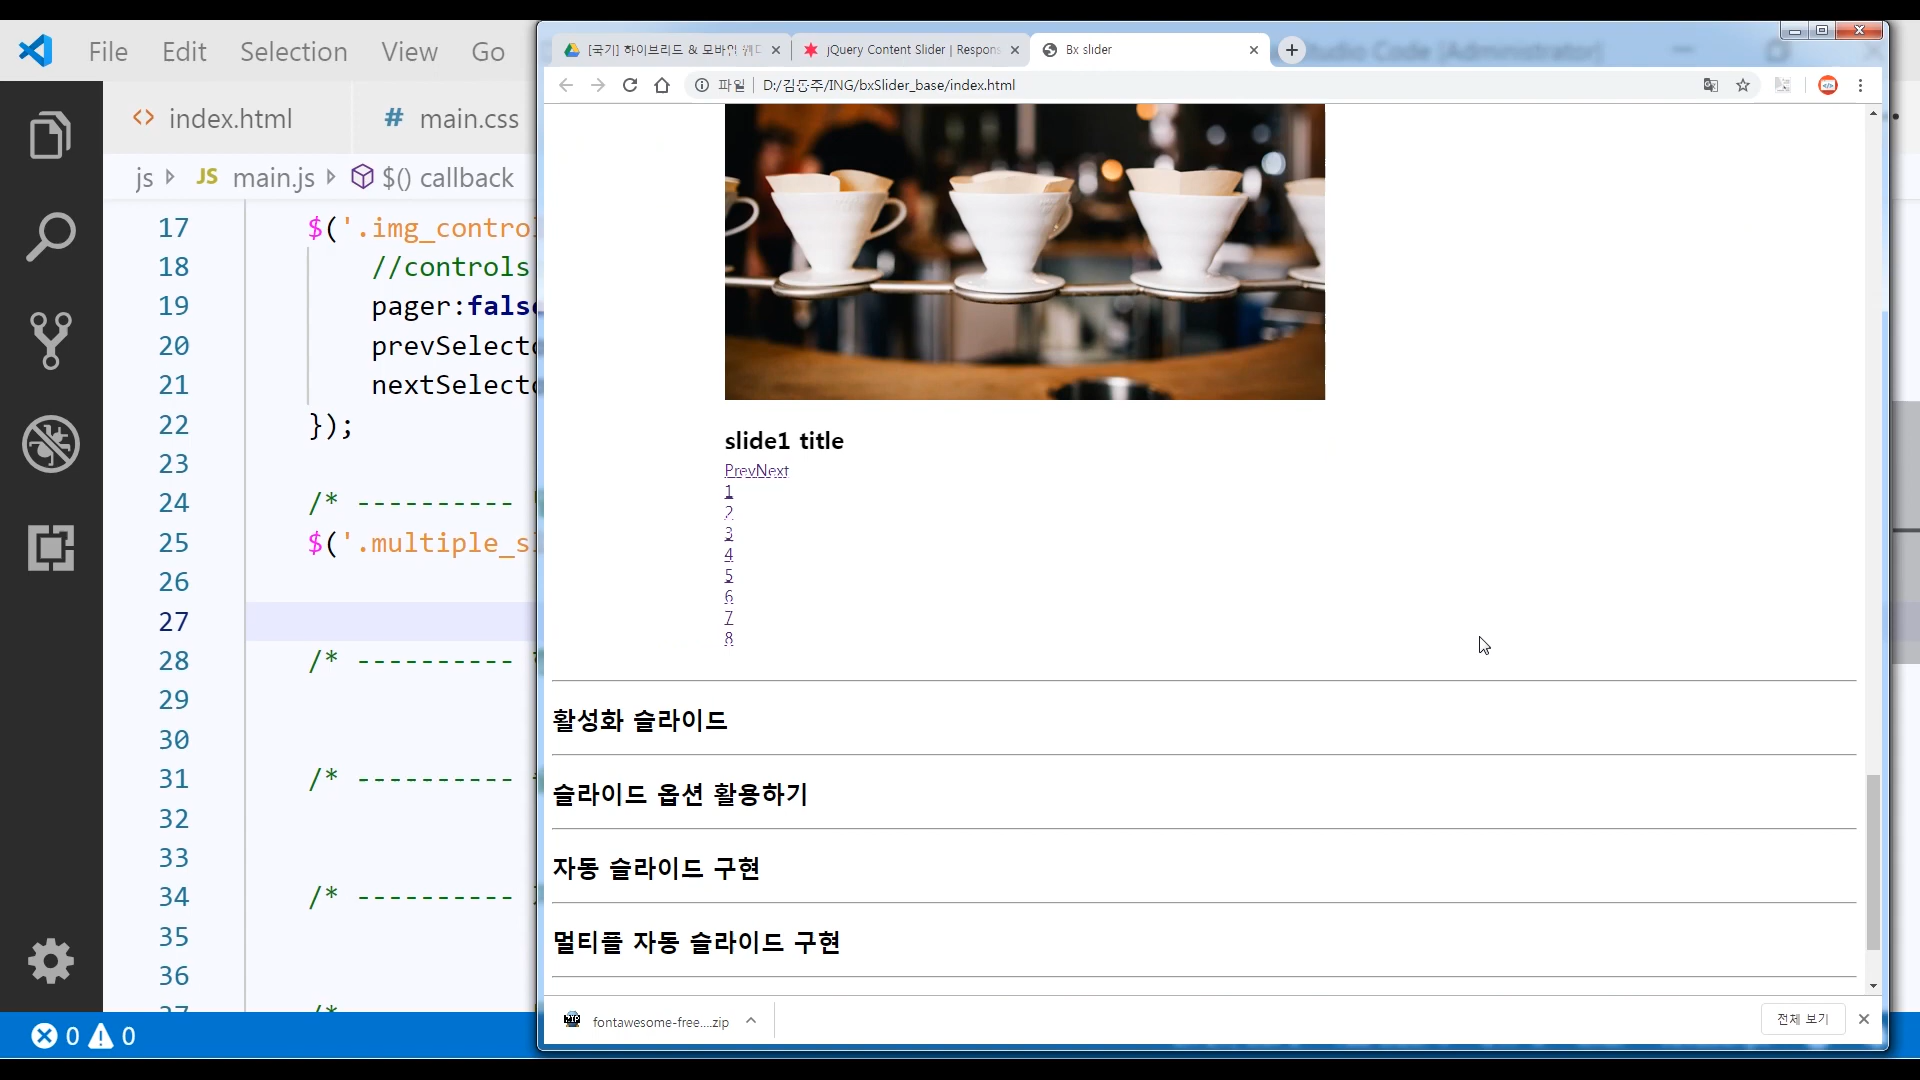 File Edit Selection View Go
Studio Code [Administrator]
index.html
main.css
js main.js $() callback
17 $('.img_contro
18 //controls
19 pager:fals
20 prevSelect
21 nextSelect
22 });
23
24 /* ----------
25 $('.multiple_s
26
27
28 /* ----------
29
30
31 /* ----------
32
33
34 /* ----------
35
36
0 0
[국기] 하이브리드 & 모바일 웹
jQuery Content Slider | Respons
Bx slider
파일 D:/김동주/ING/bxSlider_base/index.html
slide1 title
PrevNext
1
2
3
4
5
6
7
8
활성화 슬라이드
슬라이드 옵션 활용하기
자동 슬라이드 구현
멀티플 자동 슬라이드 구현
fontawesome-free....zip
전체 보기